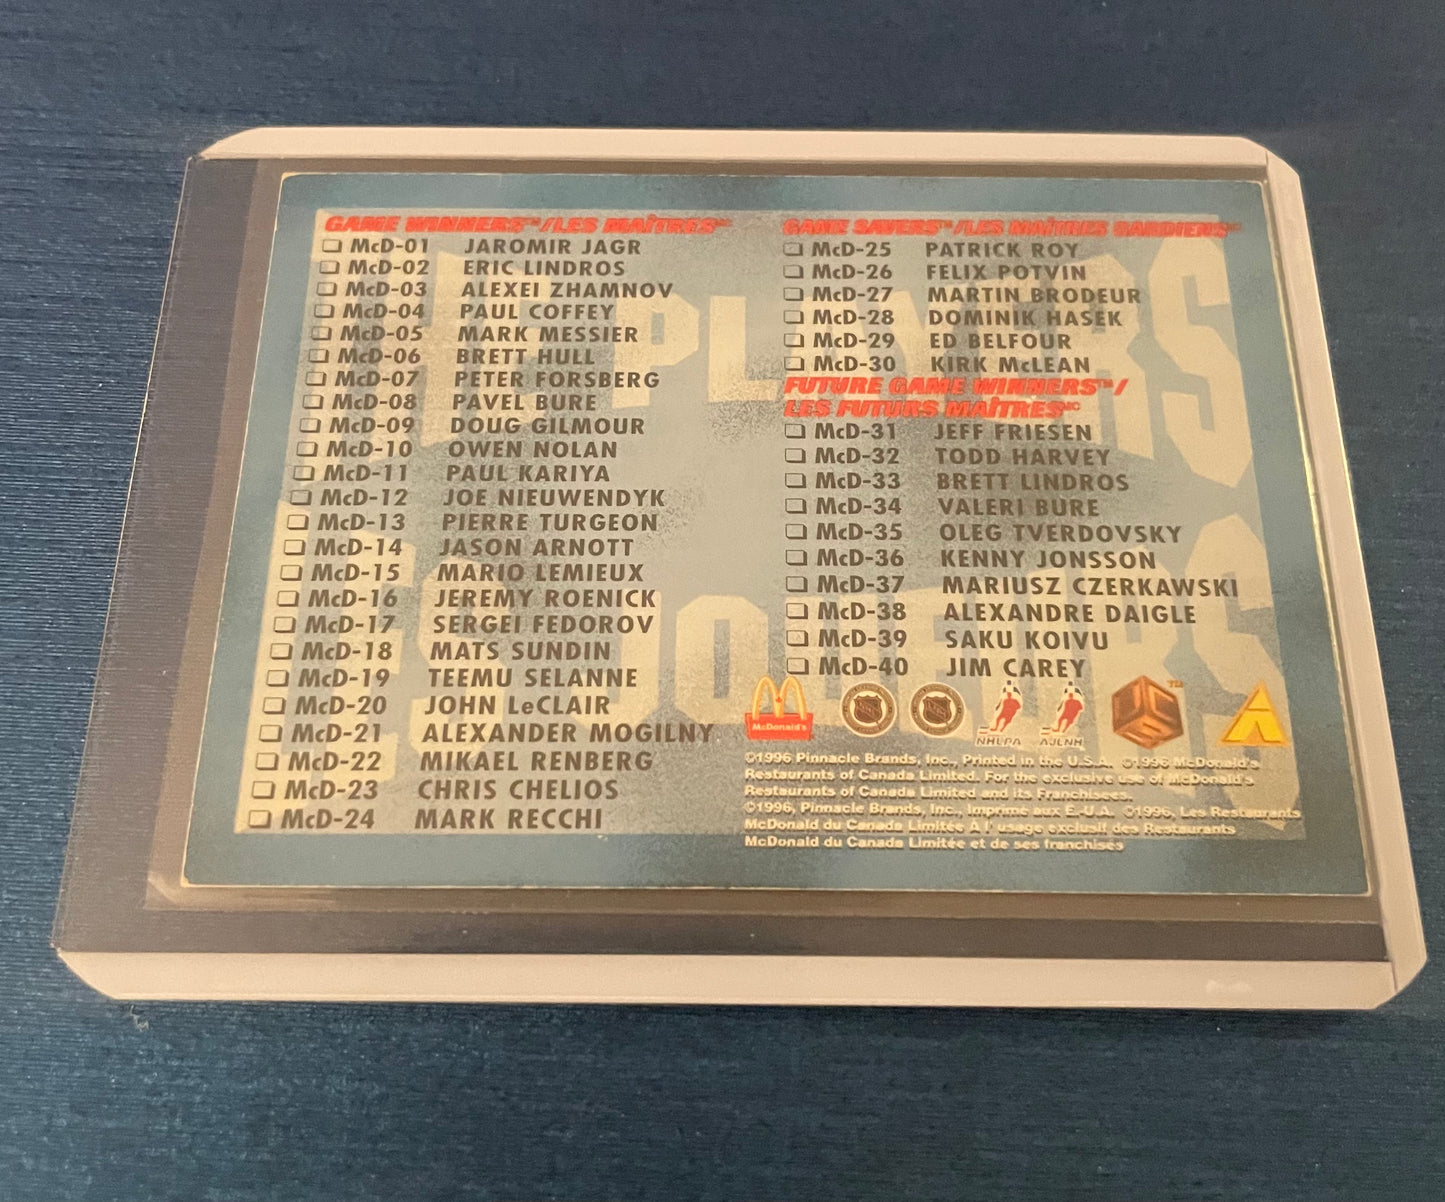 GAME WINNERS™/LES MAÎTRES MC
☐ McD-01 JAROMIR JAGR
☐ McD-02 ERIC LINDROS
☐ McD-03 ALEXEI ZHAMNOV
☐ McD-04 PAUL COFFEY
☐ McD-05 MARK MESSIER
☐ McD-06 BRETT HULL
☐ McD-07 PETER FORSBERG
☐ McD-08 PAVEL BURE
☐ McD-09 DOUG GILMOUR
☐ McD-10 OWEN NOLAN
☐ McD-11 PAUL KARIYA
☐ McD-12 JOE NIEUWENDYK
☐ McD-13 PIERRE TURGEON
☐ McD-14 JASON ARNOTT
☐ McD-15 MARIO LEMIEUX
☐ McD-16 JEREMY ROENICK
☐ McD-17 SERGEI FEDOROV
☐ McD-18 MATS SUNDIN
☐ McD-19 TEEMU SELANNE
☐ McD-20 JOHN LeCLAIR
☐ McD-21 ALEXANDER MOGILNY
☐ McD-22 MIKAEL RENBERG
☐ McD-23 CHRIS CHELIOS
☐ McD-24 MARK RECCHI
GAME SAVERS™/LES MAÎTRES GARDIENS MC
☐ McD-25 PATRICK ROY
☐ McD-26 FELIX POTVIN
☐ McD-27 MARTIN BRODEUR
☐ McD-28 DOMINIK HASEK
☐ McD-29 ED BELFOUR
☐ McD-30 KIRK McLEAN
FUTURE GAME WINNERS™/
LES FUTURS MAÎTRES MC
☐ McD-31 JEFF FRIESEN
☐ McD-32 TODD HARVEY
☐ McD-33 BRETT LINDROS
☐ McD-34 VALERI BURE
☐ McD-35 OLEG TVERDOVSKY
☐ McD-36 KENNY JONSSON
☐ McD-37 MARIUSZ CZERKAWSKI
☐ McD-38 ALEXANDRE DAIGLE
☐ McD-39 SAKU KOIVU
☐ McD-40 JIM CAREY
PLAYERS
JOUEURS
McDonald's NHLPA AJLNH ™
©1996 Pinnacle Brands, Inc., Printed in the U.S.A. ©1996 McDonald's
Restaurants of Canada Limited. For the exclusive use of McDonald's
Restaurants of Canada Limited and its Franchisees.
©1996, Pinnacle Brands, Inc., Imprimé aux E-U.A. ©1996, Les Restaurants
McDonald du Canada Limitée À l'usage exclusif des Restaurants
McDonald du Canada Limitée et de ses franchisés